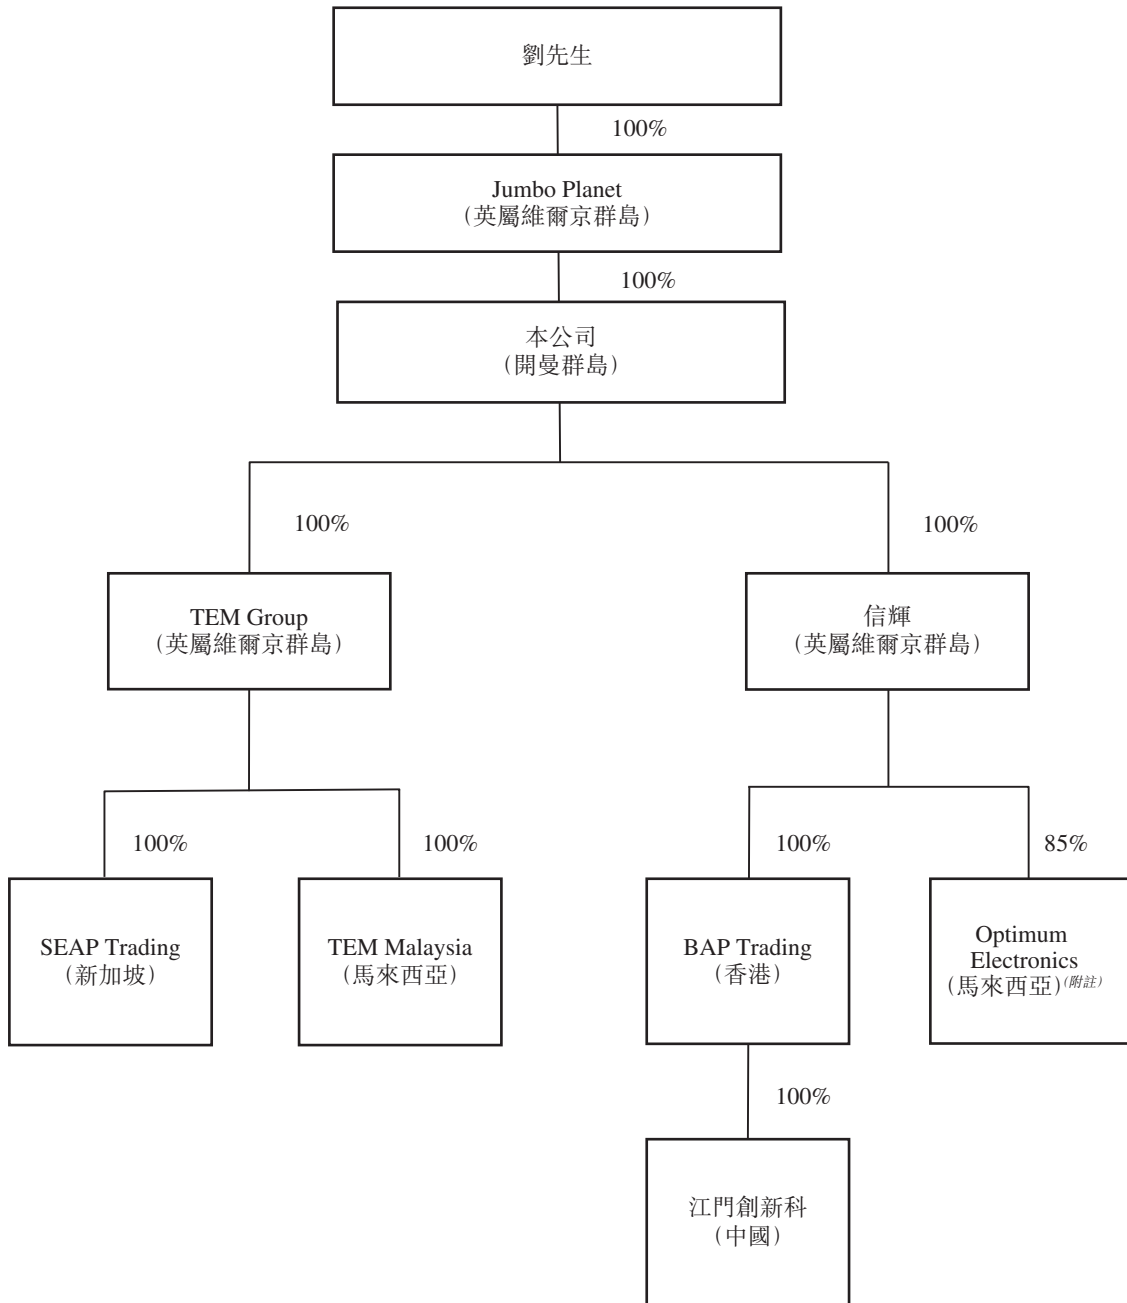 劉先生
100%
Jumbo Planet
（英屬維爾京群島）
100%
本公司
（開曼群島）
100%
100%
TEM Group
（英屬維爾京群島）
信輝
（英屬維爾京群島）
100%
100%
100%
85%
SEAP Trading
（新加坡）
TEM Malaysia
（馬來西亞）
BAP Trading
（香港）
Optimum
Electronics
（馬來西亞）(附註)
100%
江門創新科
（中國）